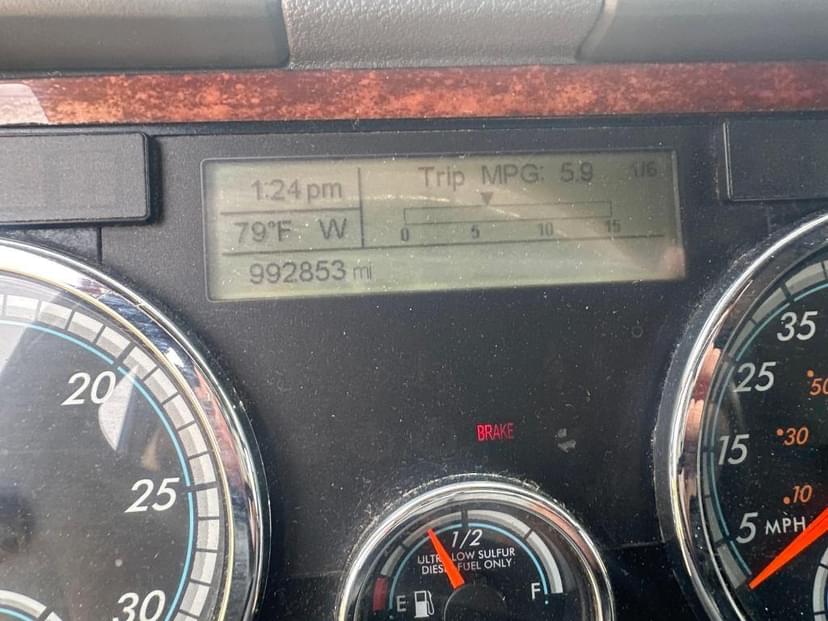 1:24 pm
Trip MPG: 5.9
1/6
79°F W
0 5 10 15
992853 mi
20
25
30
BRAKE
1/2
ULTRA LOW SULFUR
DIESEL FUEL ONLY
E
F
35
25
50
15
30
10
5 MPH